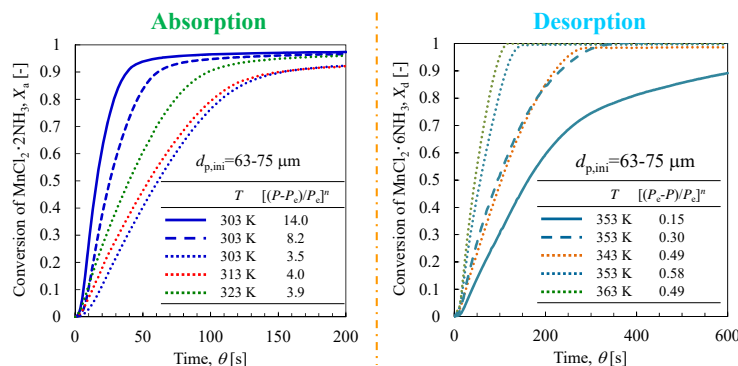 Absorption
Conversion of MnCl₂·2NH₃, Xₐ [-]
1
0.9
0.8
0.7
0.6
0.5
0.4
0.3
0.2
0.1
0
dp,ini=63-75 μm
T [(P-Pₑ)/Pₑ]ⁿ
303 K 14.0
303 K 8.2
303 K 3.5
313 K 4.0
323 K 3.9
0 50 100 150 200
Time, θ [s]
Desorption
Conversion of MnCl₂·6NH₃, X_d [-]
1
0.9
0.8
0.7
0.6
0.5
0.4
0.3
0.2
0.1
0
dp,ini=63-75 μm
T [(Pₑ-P)/Pₑ]ⁿ
353 K 0.15
353 K 0.30
343 K 0.49
353 K 0.58
363 K 0.49
0 200 400 600
Time, θ [s]